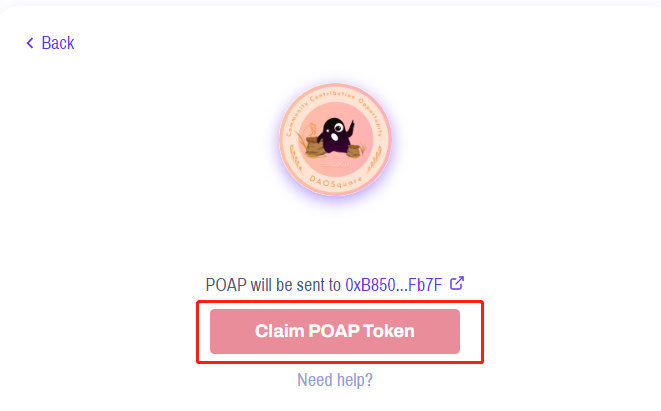 Back
Community Contribution Opportunity
DAOSquare
POAP will be sent to 0xB850...Fb7F
Claim POAP Token
Need help?